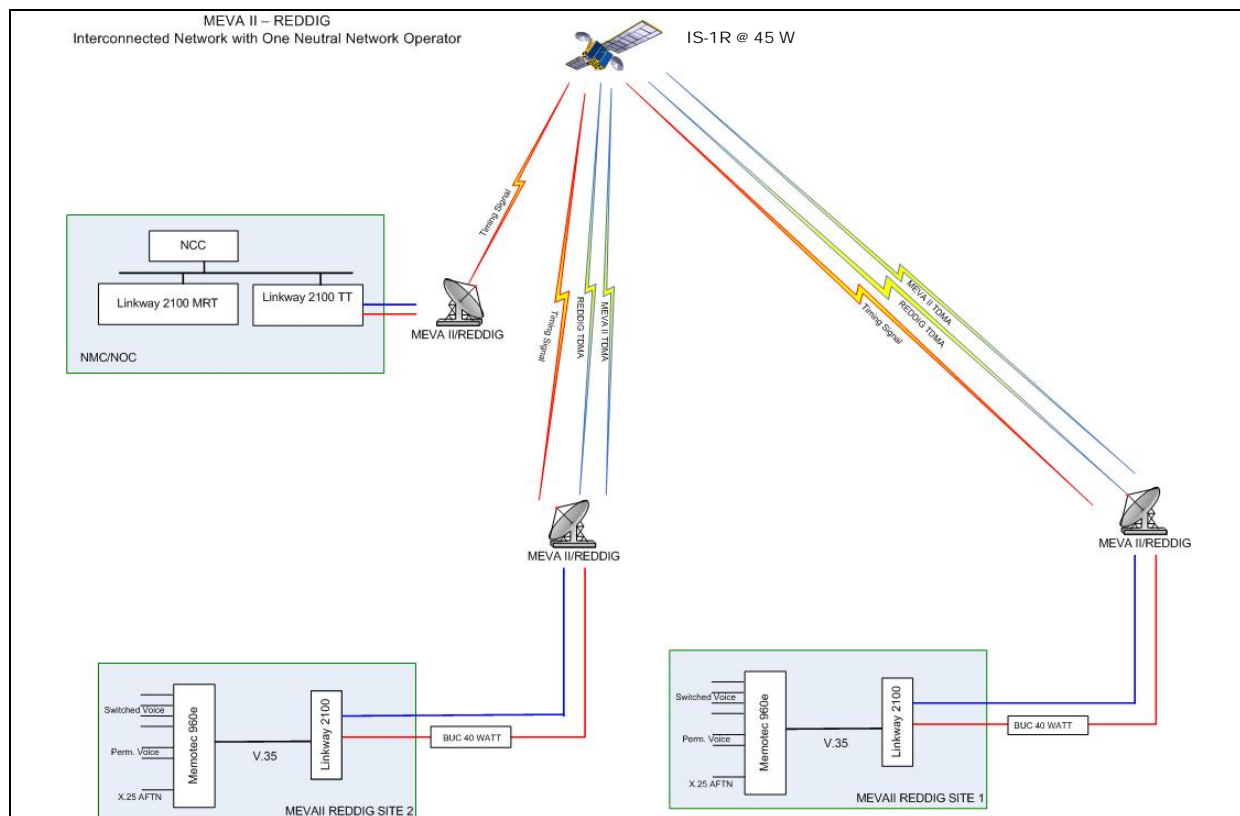 MEVA II – REDDIG
Interconnected Network with One Neutral Network Operator
IS-1R @ 45 W
Timing Signal
NCC
Linkway 2100 MRT
Linkway 2100 TT
NMC/NOC
MEVA II/REDDIG
Timing Signal
REDDIG TDMA
MEVA II TDMA
MEVA II TDMA
REDDIG TDMA
Timing Signal
MEVA II/REDDIG
MEVA II/REDDIG
Switched Voice
Perm. Voice
X.25 AFTN
Memotec 960e
V.35
Linkway 2100
BUC 40 WATT
MEVAII REDDIG SITE 2
Switched Voice
Perm. Voice
X.25 AFTN
Memotec 960e
V.35
Linkway 2100
BUC 40 WATT
MEVAII REDDIG SITE 1